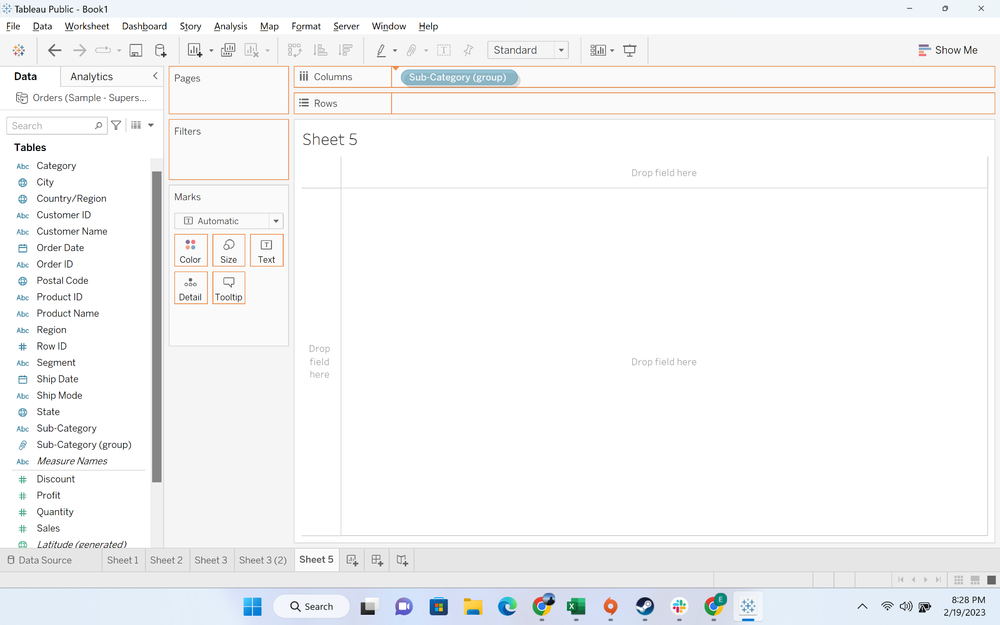 Tableau Public - Book1
File Data Worksheet Dashboard Story Analysis Map Format Server Window Help
Standard
Show Me
Data Analytics
Orders (Sample - Supers...
Search
Tables
Abc Category
City
Country/Region
Abc Customer ID
Abc Customer Name
Order Date
Abc Order ID
Postal Code
Abc Product ID
Abc Product Name
Abc Region
Row ID
Abc Segment
Ship Date
Abc Ship Mode
State
Abc Sub-Category
Sub-Category (group)
Abc Measure Names
Discount
Profit
Quantity
Sales
Latitude (generated)
Pages
Filters
Marks
T Automatic
Color Size T Text
Detail Tooltip
Columns Sub-Category (group)
Rows
Sheet 5
Drop field here
Drop
field
here
Drop field here
Data Source Sheet 1 Sheet 2 Sheet 3 Sheet 3 (2) Sheet 5
Search
E
8:28 PM
2/19/2023